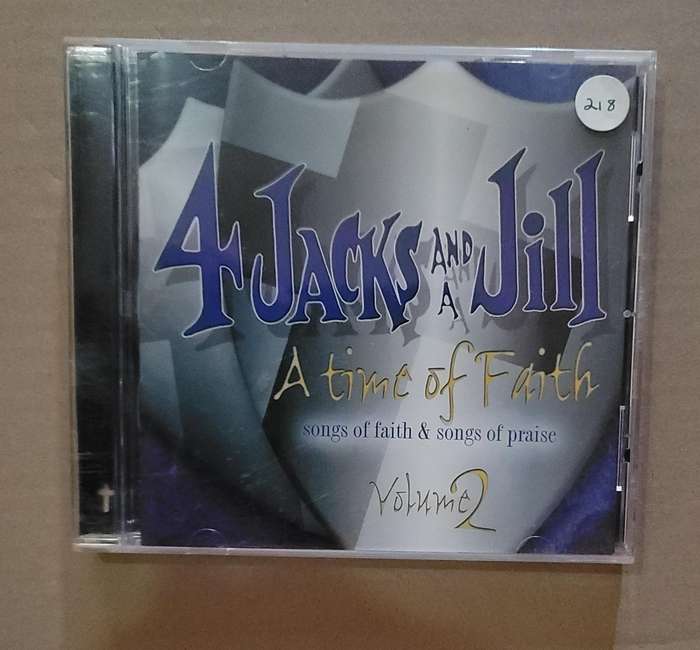 218
4 JACKS AND A Jill
A time of Faith
songs of faith & songs of praise
Volume 2